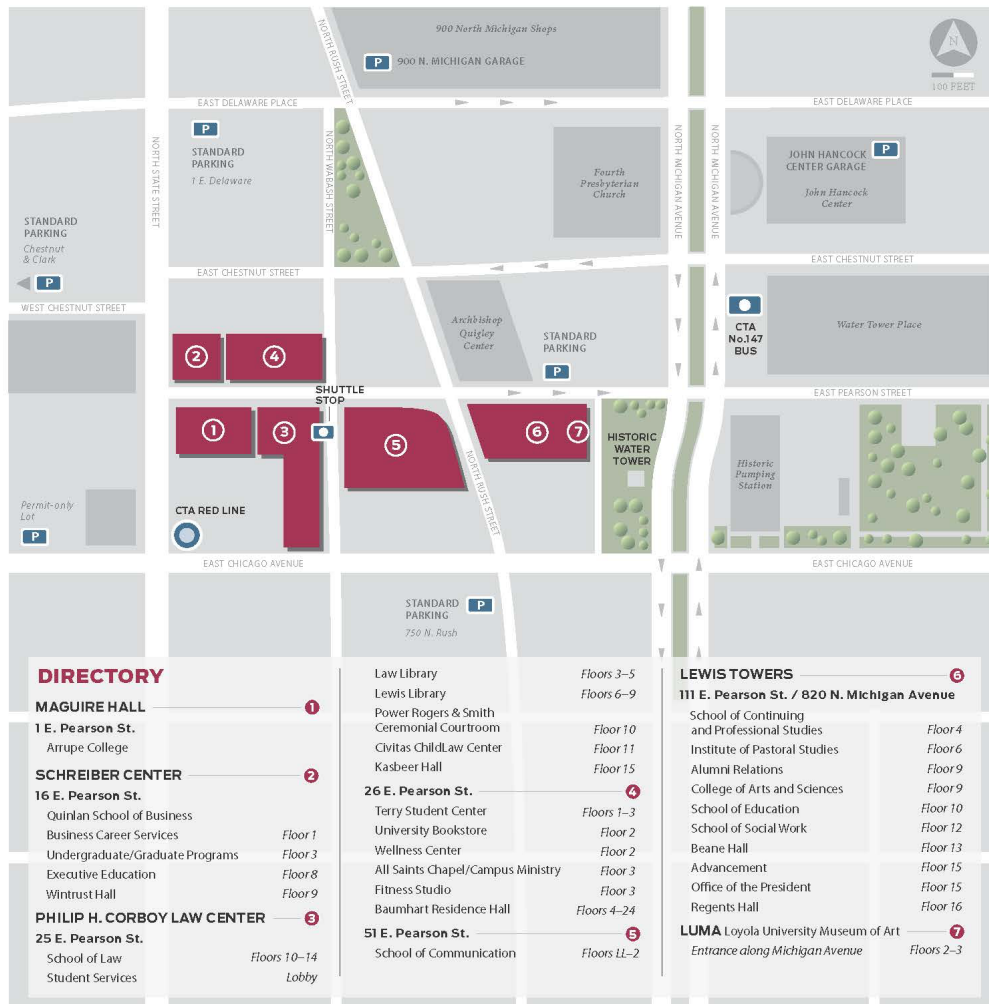 900 North Michigan Shops
P 900 N. MICHIGAN GARAGE
N
100 FEET
NORTH RUSH STREET
EAST DELAWARE PLACE
EAST DELAWARE PLACE
P
STANDARD
PARKING
1 E. Delaware
NORTH STATE STREET
NORTH WABASH STREET
Fourth
Presbyterian
Church
NORTH MICHIGAN AVENUE
NORTH MICHIGAN AVENUE
JOHN HANCOCK
CENTER GARAGE
P
John Hancock
Center
STANDARD
PARKING
Chestnut
& Clark
P
EAST CHESTNUT STREET
EAST CHESTNUT STREET
WEST CHESTNUT STREET
Archbishop
Quigley
Center
STANDARD
PARKING
P
CTA
No.147
BUS
Water Tower Place
2
4
SHUTTLE
STOP
EAST PEARSON STREET
1
3
5
6
7
HISTORIC
WATER
TOWER
NORTH RUSH STREET
Historic
Pumping
Station
Permit-only
Lot
P
CTA RED LINE
EAST CHICAGO AVENUE
EAST CHICAGO AVENUE
STANDARD
PARKING
P
750 N. Rush
DIRECTORY
MAGUIRE HALL 1
1 E. Pearson St.
Arrupe College
SCHREIBER CENTER 2
16 E. Pearson St.
Quinlan School of Business
Business Career Services Floor 1
Undergraduate/Graduate Programs Floor 3
Executive Education Floor 8
Wintrust Hall Floor 9
PHILIP H. CORBOY LAW CENTER 3
25 E. Pearson St.
School of Law Floors 10–14
Student Services Lobby
Law Library Floors 3–5
Lewis Library Floors 6–9
Power Rogers & Smith
Ceremonial Courtroom Floor 10
Civitas ChildLaw Center Floor 11
Kasbeer Hall Floor 15
26 E. Pearson St. 4
Terry Student Center Floors 1–3
University Bookstore Floor 2
Wellness Center Floor 2
All Saints Chapel/Campus Ministry Floor 3
Fitness Studio Floor 3
Baumhart Residence Hall Floors 4–24
51 E. Pearson St. 5
School of Communication Floors LL–2
LEWIS TOWERS 6
111 E. Pearson St. / 820 N. Michigan Avenue
School of Continuing
and Professional Studies Floor 4
Institute of Pastoral Studies Floor 6
Alumni Relations Floor 9
College of Arts and Sciences Floor 9
School of Education Floor 10
School of Social Work Floor 12
Beane Hall Floor 13
Advancement Floor 15
Office of the President Floor 15
Regents Hall Floor 16
LUMA Loyola University Museum of Art 7
Entrance along Michigan Avenue Floors 2–3